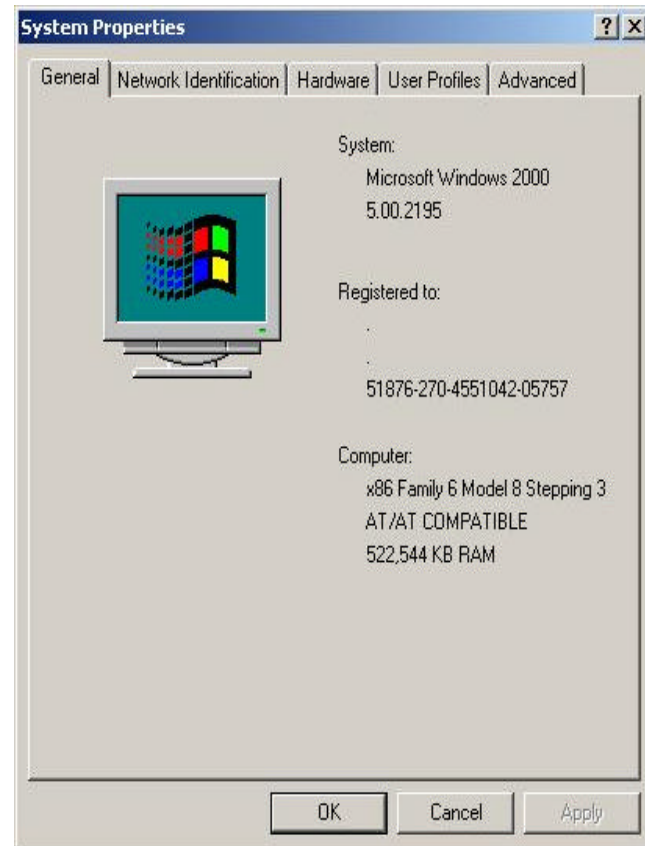 System Properties
? X
General Network Identification Hardware User Profiles Advanced
System:
Microsoft Windows 2000
5.00.2195
Registered to:
.
.
51876-270-4551042-05757
Computer:
x86 Family 6 Model 8 Stepping 3
AT/AT COMPATIBLE
522,544 KB RAM
OK Cancel Apply